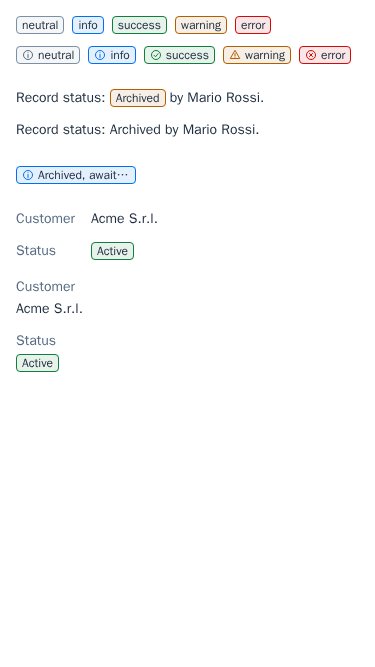 neutral info success warning error
neutral info success warning error
Record status: Archived by Mario Rossi.
Record status: Archived by Mario Rossi.
Archived, await…
Customer Acme S.r.l.
Status Active
Customer
Acme S.r.l.
Status
Active